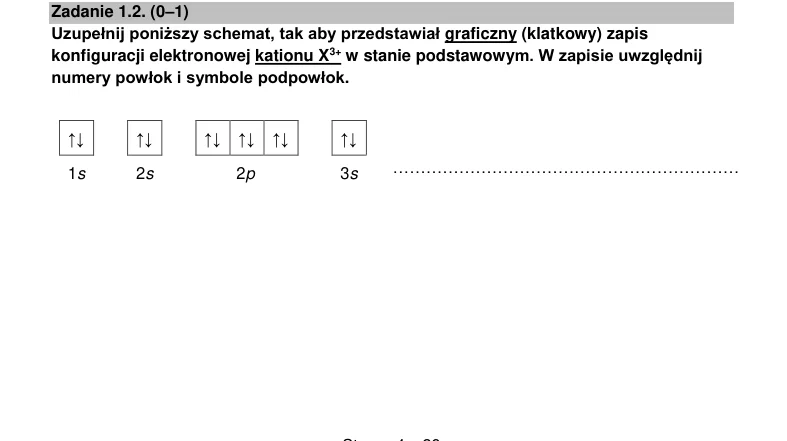 Zadanie 1.2. (0–1)
Uzupełnij poniższy schemat, tak aby przedstawiał graficzny (klatkowy) zapis
konfiguracji elektronowej kationu X³⁺ w stanie podstawowym. W zapisie uwzględnij
numery powłok i symbole podpowłok.
↑↓ ↑↓ ↑↓ ↑↓ ↑↓ ↑↓
1s 2s 2p 3s ..............................................................